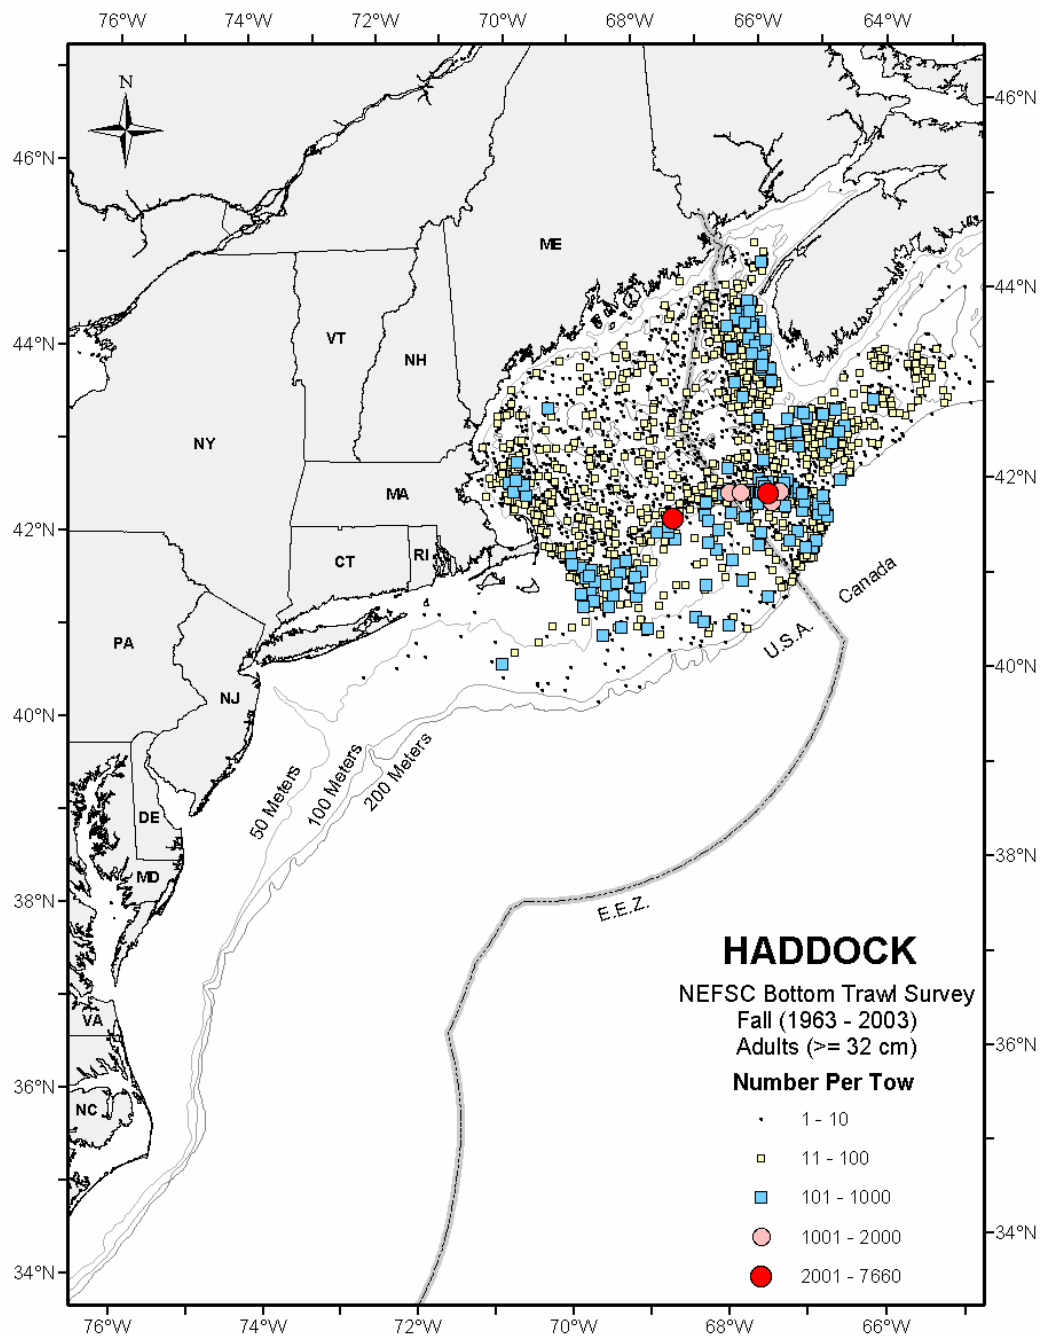 76°W 74°W 72°W 70°W 68°W 66°W 64°W
N
46°N
46°N
ME
44°N
44°N
VT
NH
NY
42°N
MA
42°N
CT
RI
Canada
PA
U.S.A.
40°N
NJ
40°N
50 Meters
100 Meters
200 Meters
DE
38°N
MD
38°N
E.E.Z.
HADDOCK
NEFSC Bottom Trawl Survey
Fall (1963 - 2003)
VA
36°N
Adults (>= 32 cm)
Number Per Tow
36°N
NC
1 - 10
11 - 100
101 - 1000
1001 - 2000
34°N
34°N
2001 - 7660
76°W 74°W 72°W 70°W 68°W 66°W